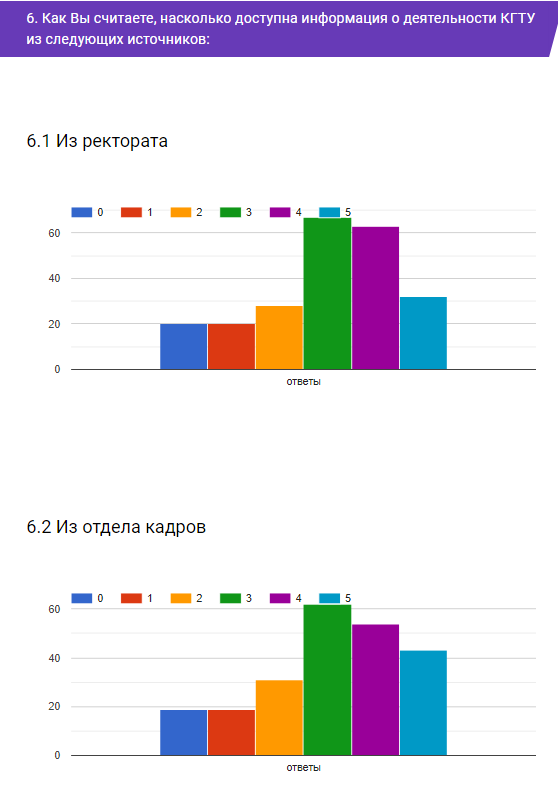 6. Как Вы считаете, насколько доступна информация о деятельности КГТУ
из следующих источников:
6.1 Из ректората
0 1 2 3 4 5
60
40
20
0
ответы
6.2 Из отдела кадров
0 1 2 3 4 5
60
40
20
0
ответы